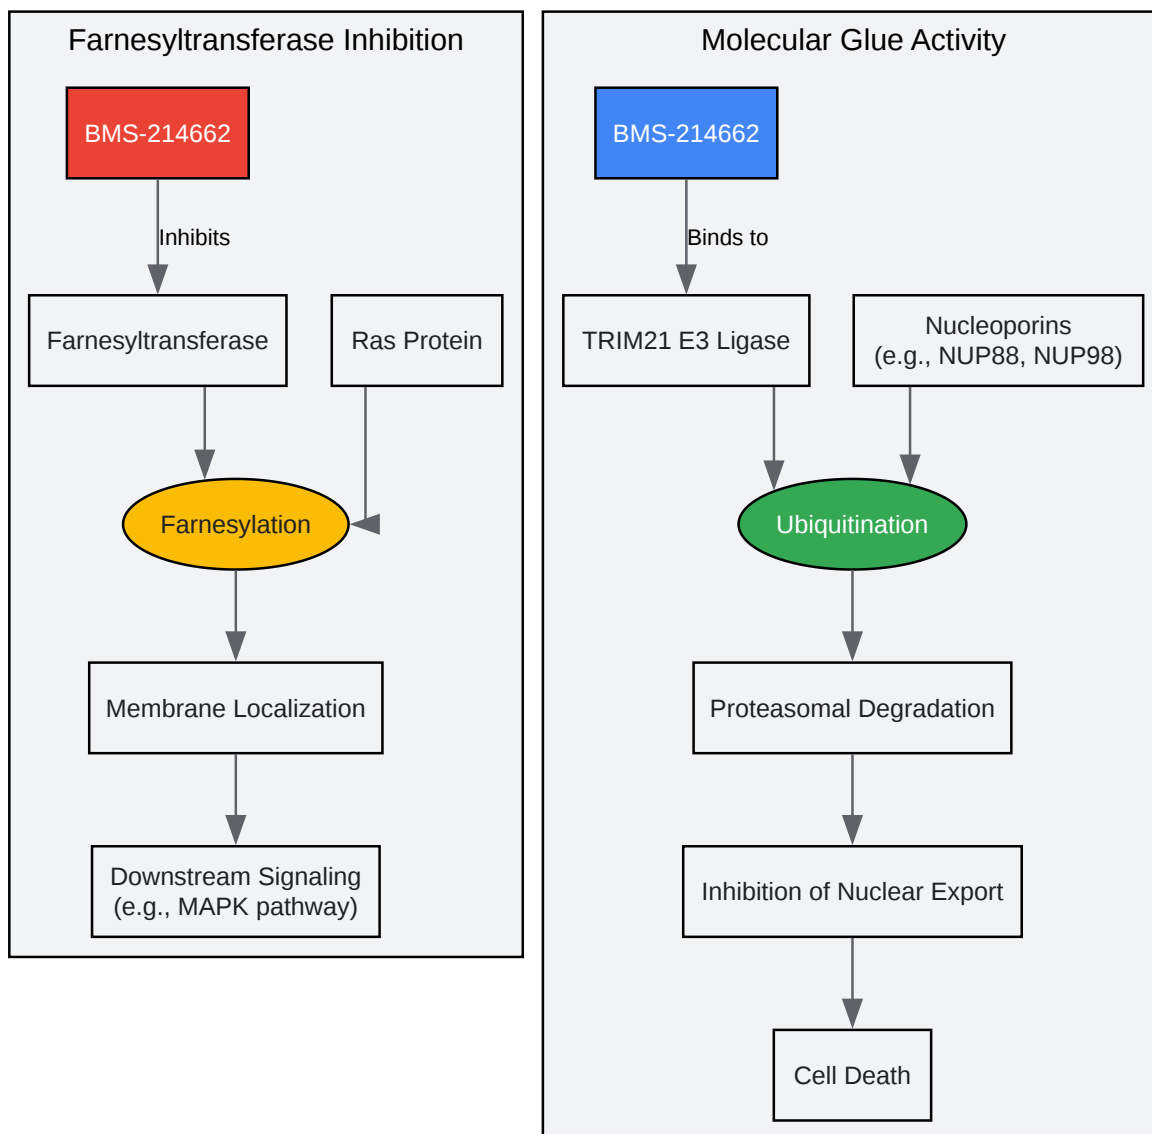 Farnesyltransferase Inhibition
BMS-214662
Inhibits
Farnesyltransferase
Ras Protein
Farnesylation
Membrane Localization
Downstream Signaling
(e.g., MAPK pathway)
Molecular Glue Activity
BMS-214662
Binds to
TRIM21 E3 Ligase
Nucleoporins
(e.g., NUP88, NUP98)
Ubiquitination
Proteasomal Degradation
Inhibition of Nuclear Export
Cell Death